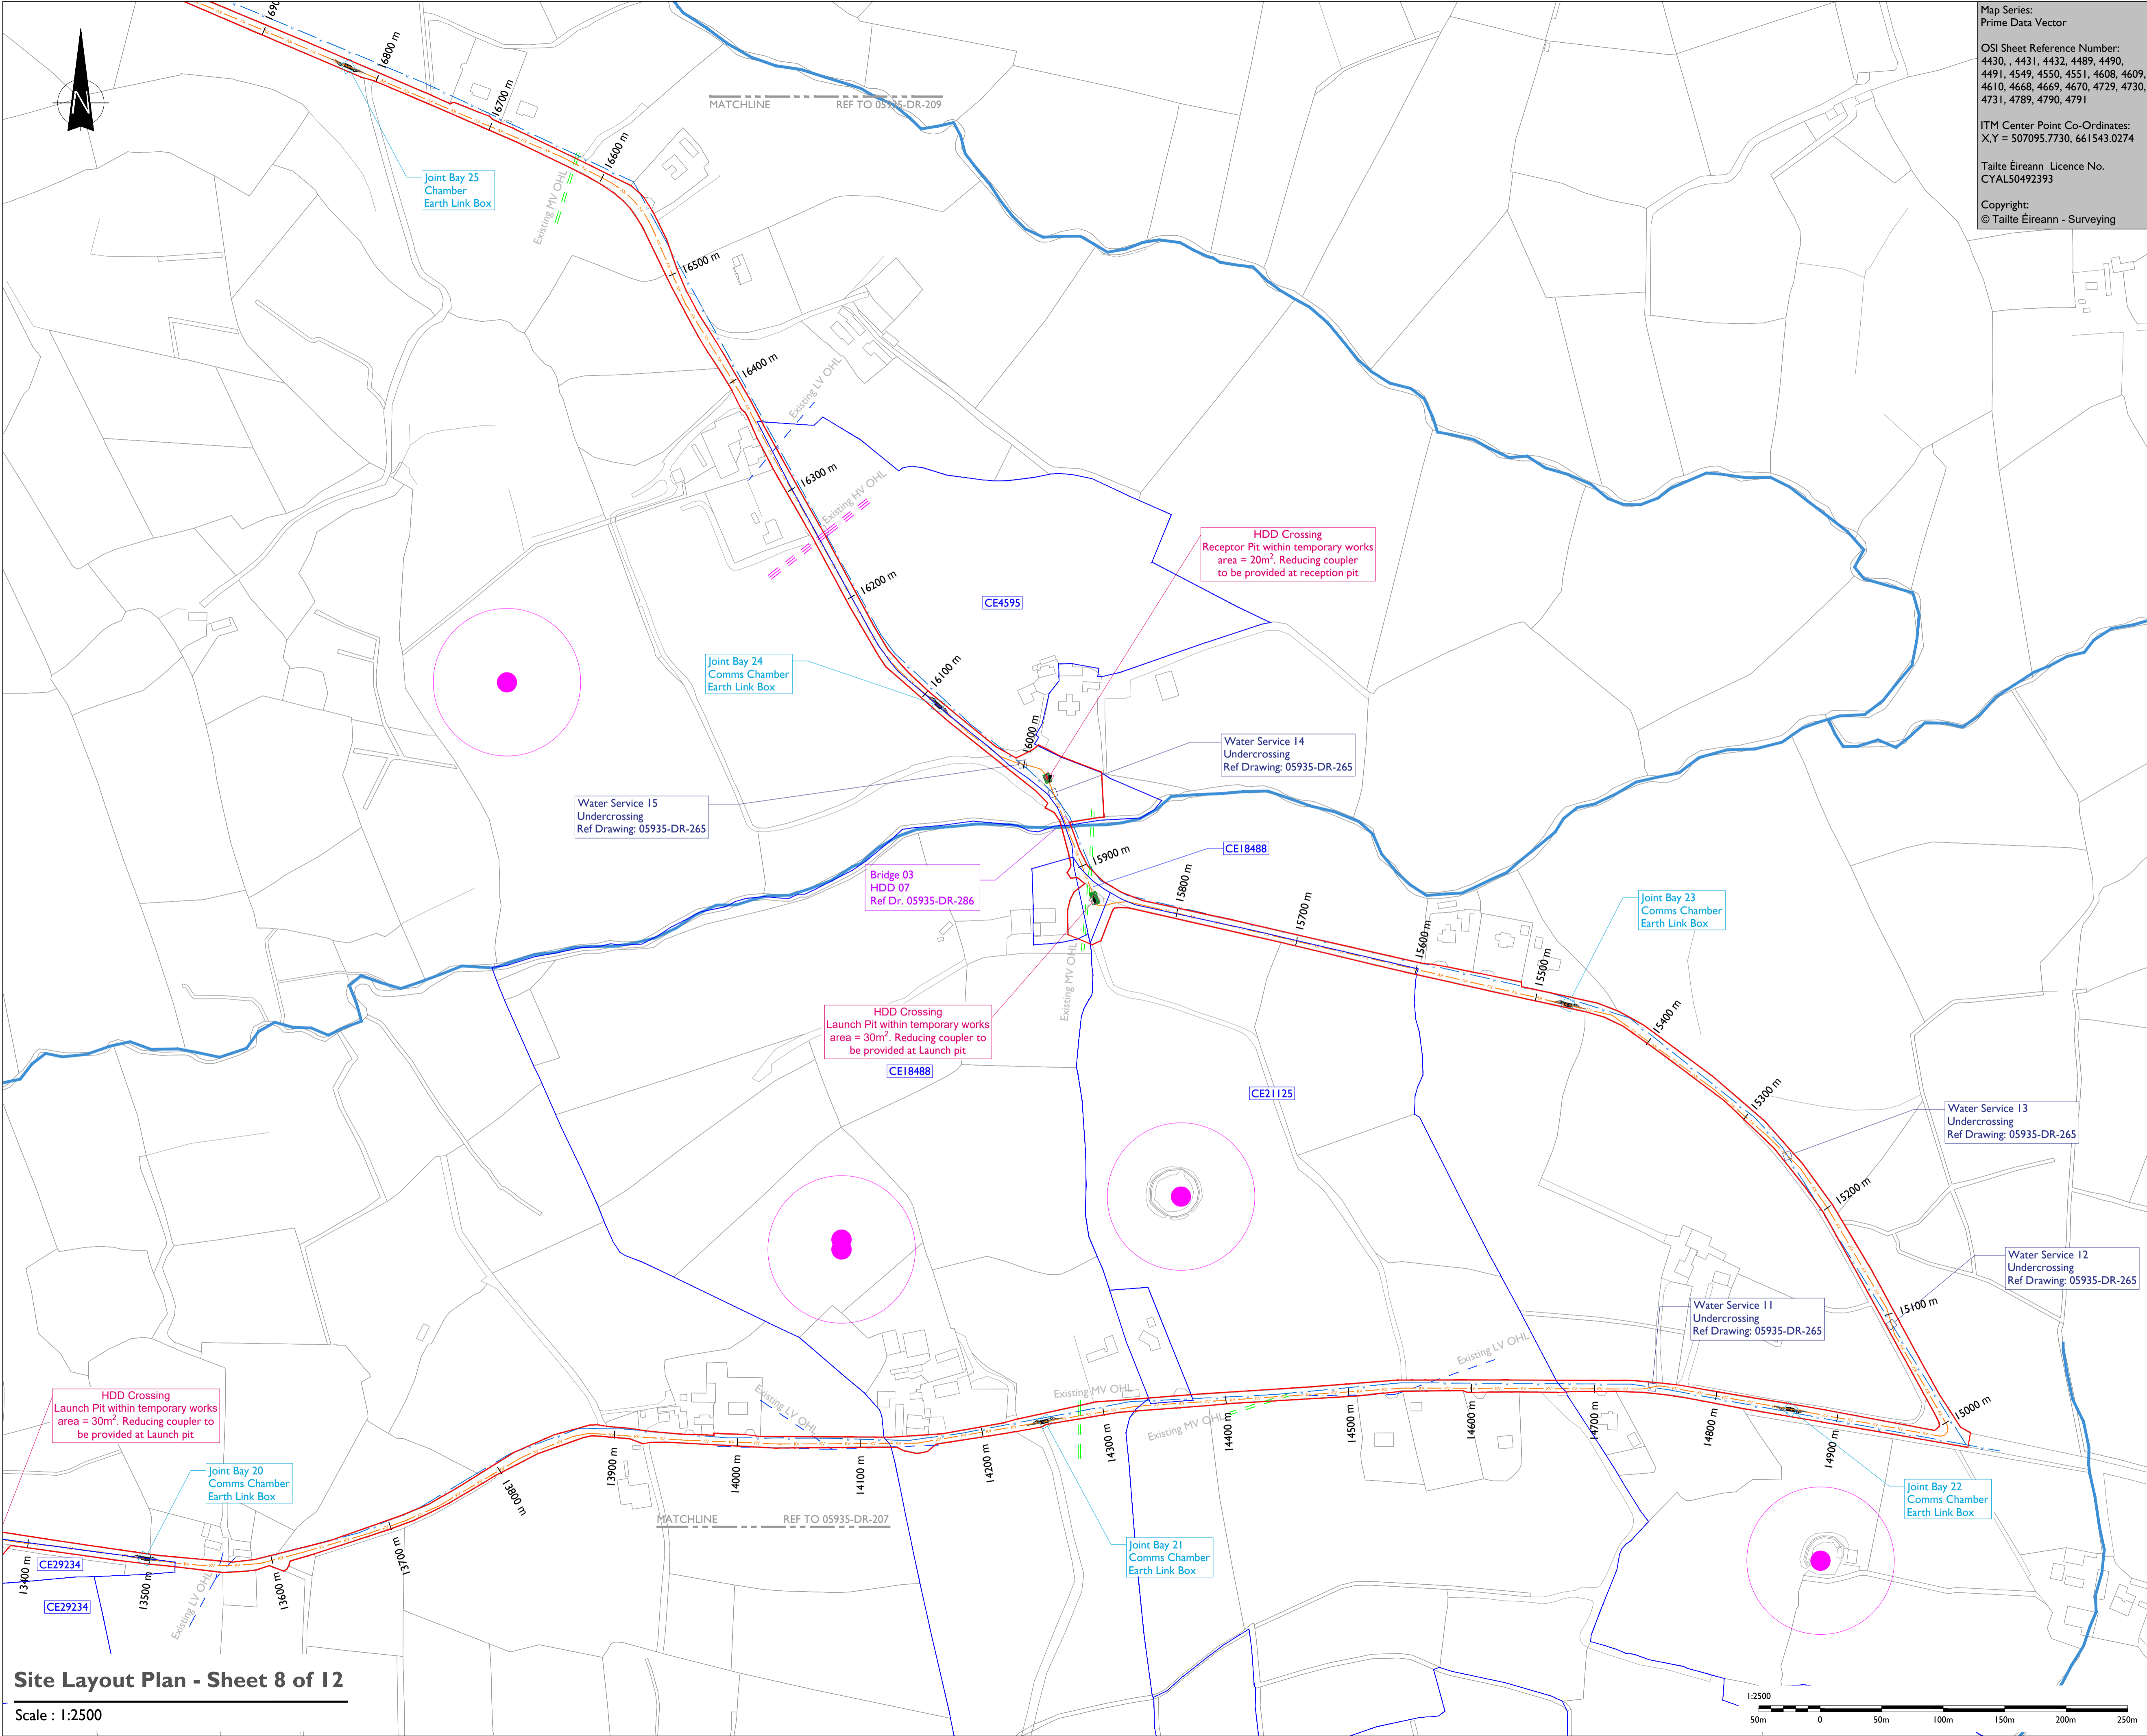 Map Series:
Prime Data Vector
OSI Sheet Reference Number:
4430, , 4431, 4432, 4489, 4490,
4491, 4549, 4550, 4551, 4608, 4609,
4610, 4668, 4669, 4670, 4729, 4730,
4731, 4789, 4790, 4791
ITM Center Point Co-Ordinates:
X,Y = 507095.7730, 661543.0274
Tailte Éireann Licence No.
CYAL50492393
Copyright:
© Tailte Éireann - Surveying
N
16800 m
16700 m
MATCHLINE REF TO 05935-DR-209
16600 m
Joint Bay 25
Chamber
Earth Link Box
Existing MV OHL
16500 m
16400 m
Existing LV OHL
16300 m
Existing HV OHL
HDD Crossing
Receptor Pit within temporary works
area = 20m². Reducing coupler
to be provided at reception pit
16200 m
CE4595
Joint Bay 24
Comms Chamber
Earth Link Box
16100 m
16000 m
Water Service 14
Undercrossing
Ref Drawing: 05935-DR-265
Water Service 15
Undercrossing
Ref Drawing: 05935-DR-265
15900 m
CE18488
Bridge 03
HDD 07
Ref Dr. 05935-DR-286
15800 m
15700 m
15600 m
15500 m
Joint Bay 23
Comms Chamber
Earth Link Box
Existing MV OHL
HDD Crossing
Launch Pit within temporary works
area = 30m². Reducing coupler to
be provided at Launch pit
CE18488
15400 m
CE21125
15300 m
Water Service 13
Undercrossing
Ref Drawing: 05935-DR-265
15200 m
Water Service 12
Undercrossing
Ref Drawing: 05935-DR-265
15100 m
Water Service 11
Undercrossing
Ref Drawing: 05935-DR-265
Existing LV OHL
15000 m
HDD Crossing
Launch Pit within temporary works
area = 30m². Reducing coupler to
be provided at Launch pit
Existing LV OHL
Existing MV OHL
Existing MV OHL
13900 m
14000 m
14100 m
14200 m
14300 m
14400 m
14500 m
14600 m
14700 m
14800 m
14900 m
Joint Bay 20
Comms Chamber
Earth Link Box
13800 m
Joint Bay 22
Comms Chamber
Earth Link Box
MATCHLINE REF TO 05935-DR-207
Joint Bay 21
Comms Chamber
Earth Link Box
13700 m
13600 m
13500 m
13400 m
CE29234
CE29234
Existing LV OHL
Site Layout Plan - Sheet 8 of 12
Scale : 1:2500
1:2500
50m 0 50m 100m 150m 200m 250m